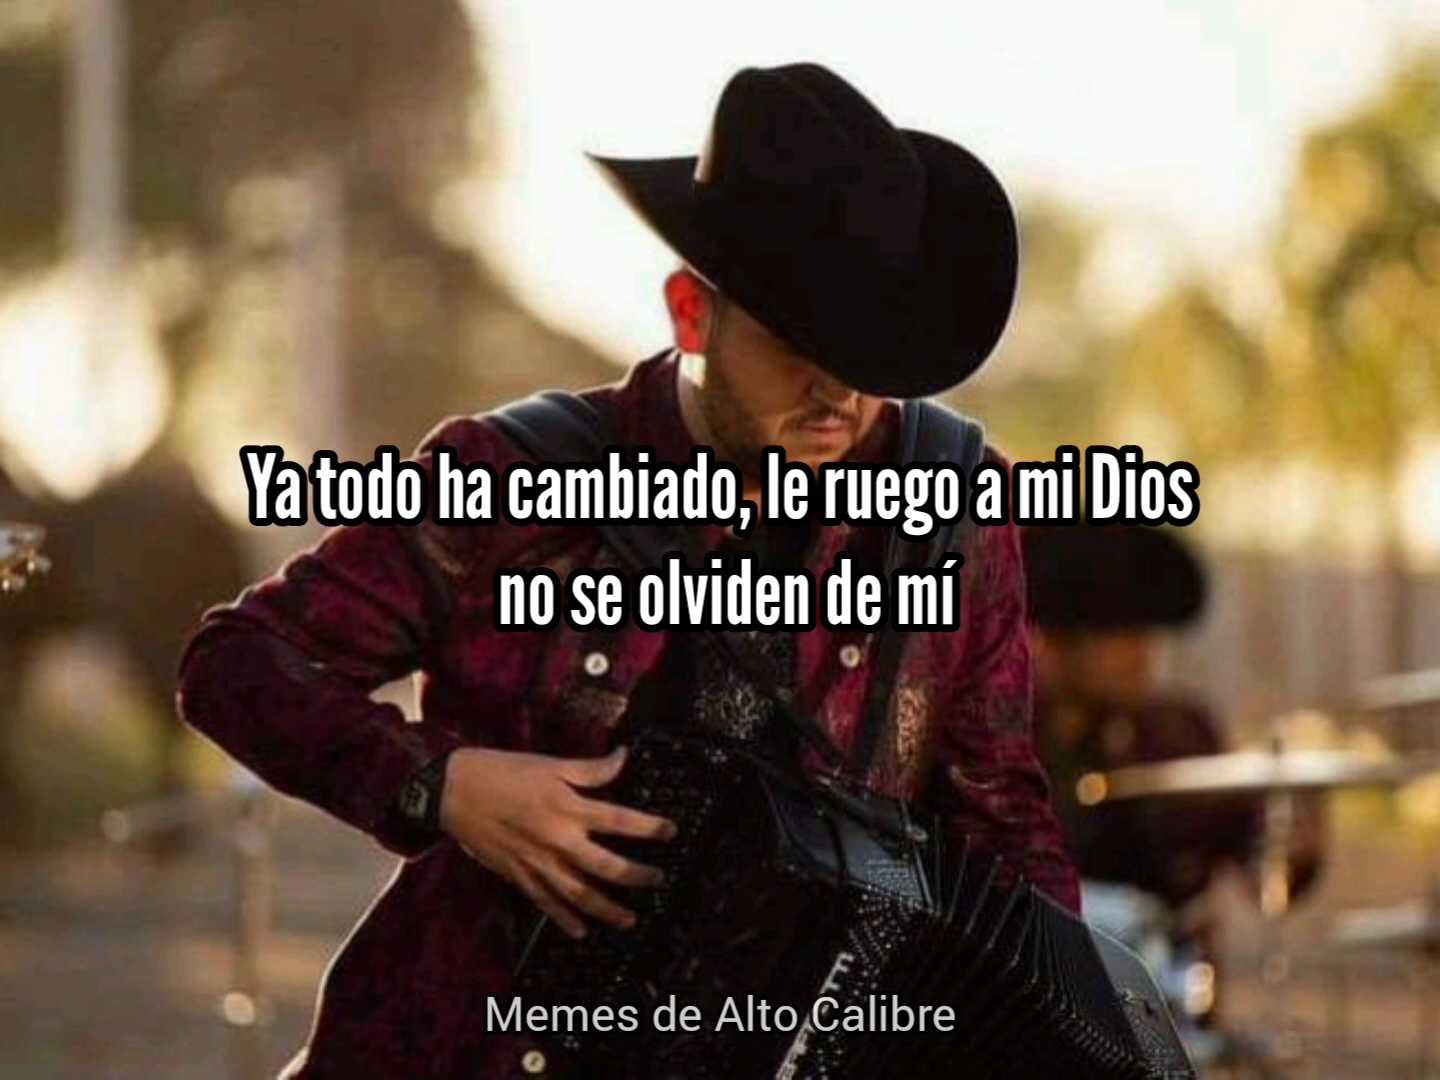 Ya todo ha cambiado, le ruego a mi Dios
no se olviden de mí
Memes de Alto Calibre